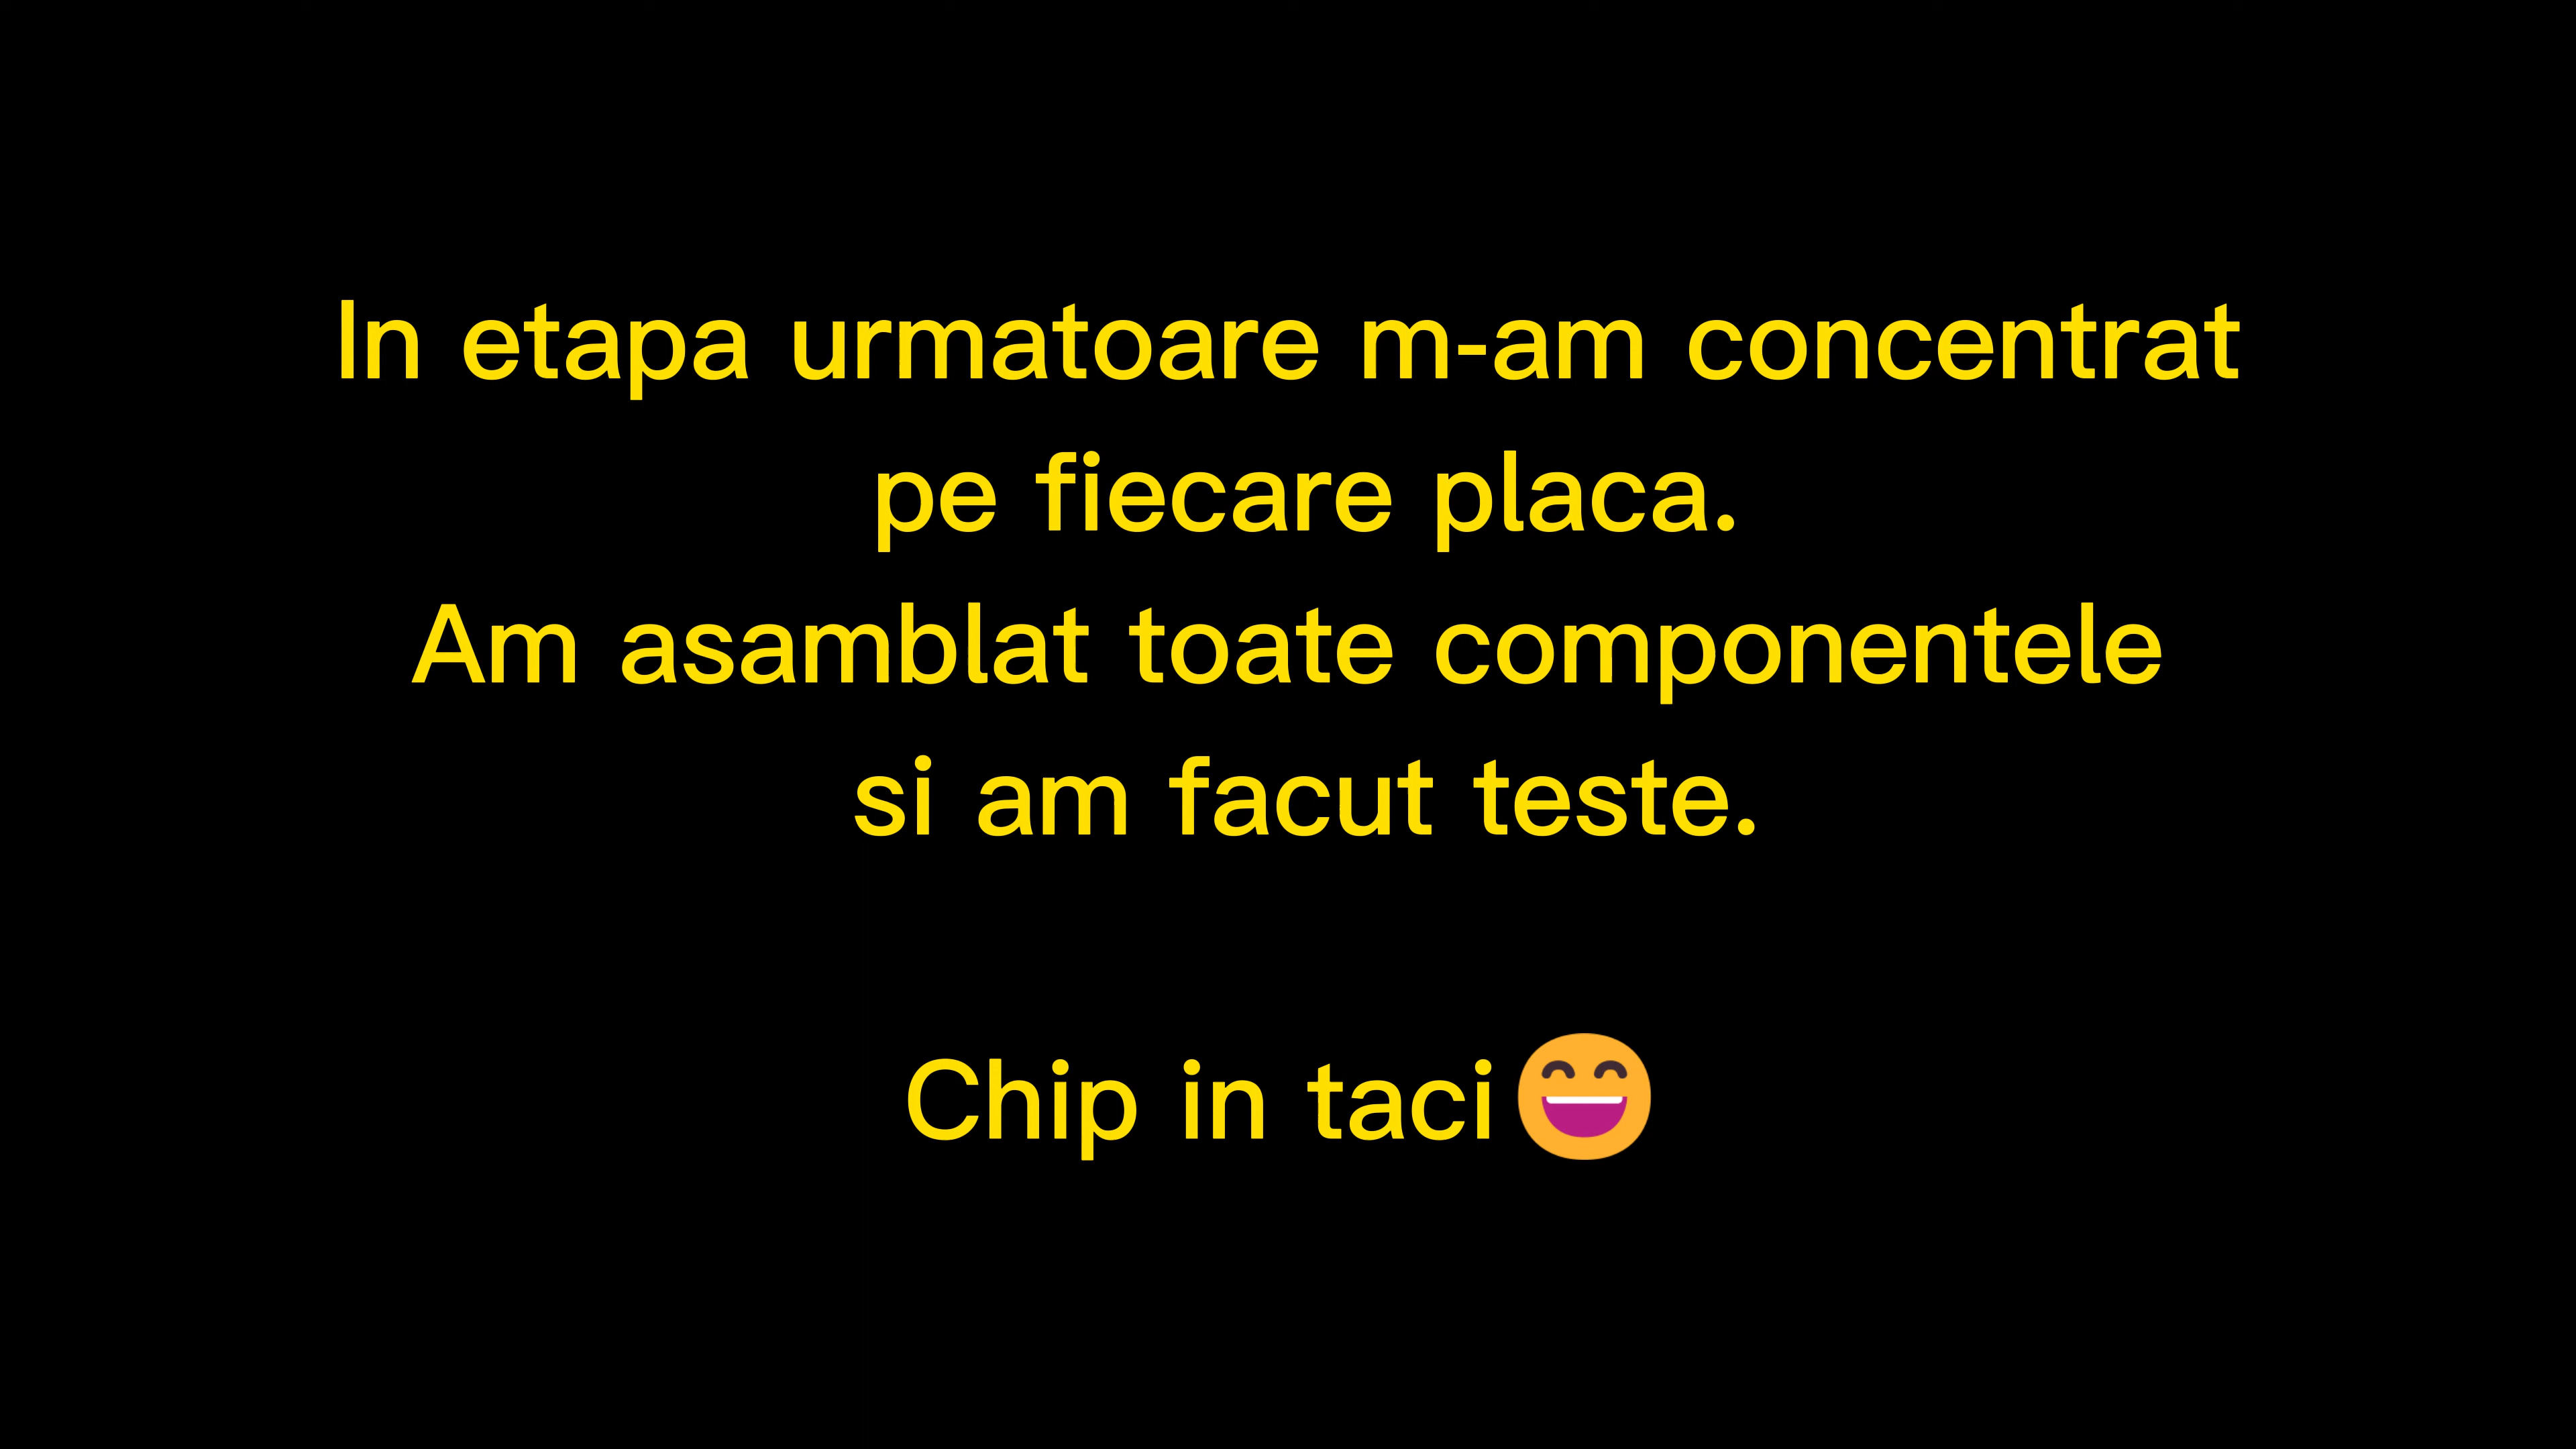 In etapa urmatoare m-am concentrat
pe fiecare placa.
Am asamblat toate componentele
si am facut teste.
Chip in taci😄